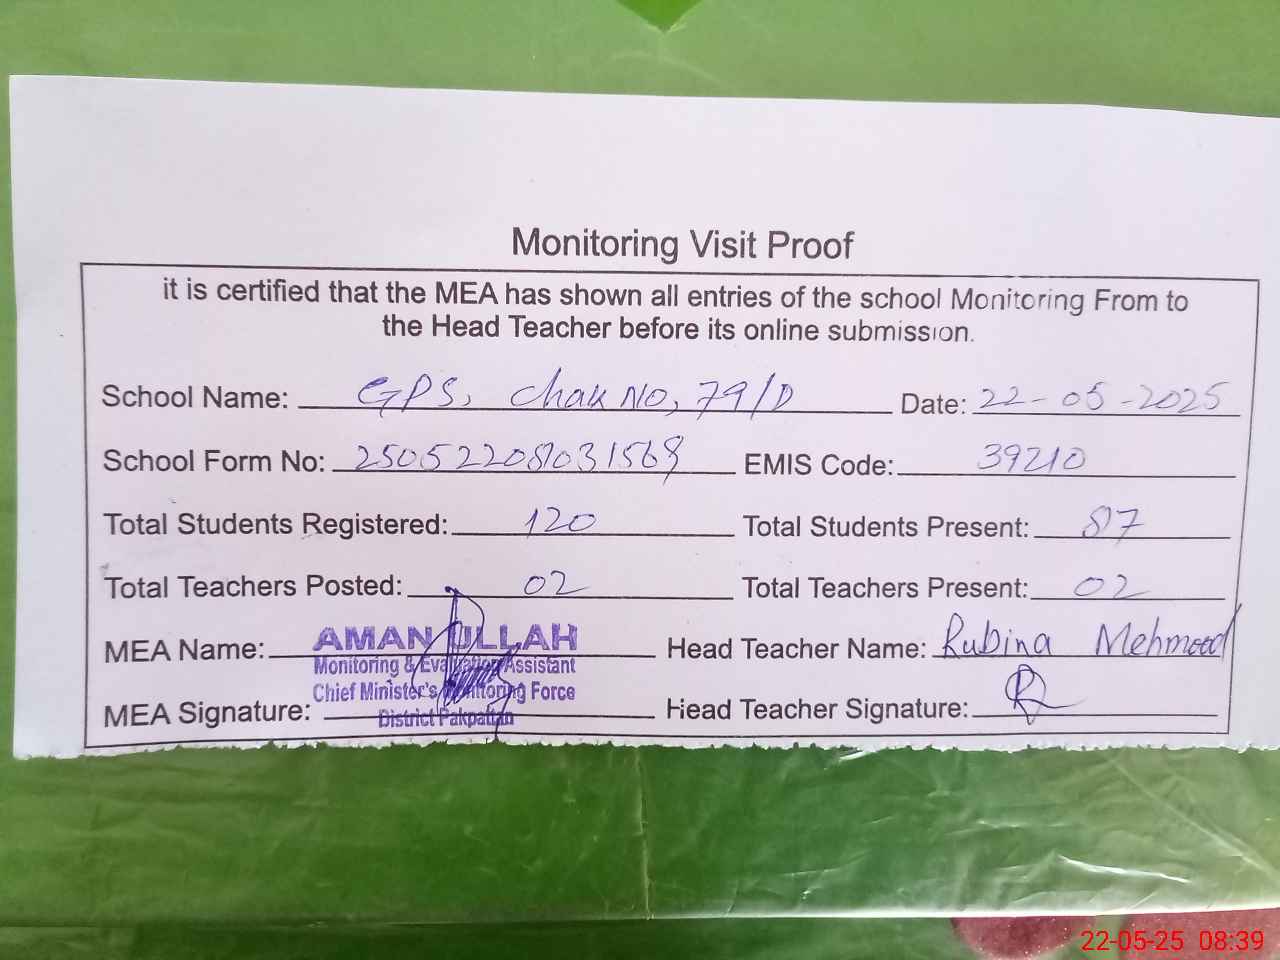 Monitoring Visit Proof
it is certified that the MEA has shown all entries of the school Monitoring From to
the Head Teacher before its online submission.
School Name: GPS, Chak No, 79/D Date: 22-05-2025
School Form No: 250522081031568 EMIS Code: 39210
Total Students Registered: 120 Total Students Present: 87
Total Teachers Posted: 02 Total Teachers Present: 02
MEA Name: AMAN ULLAH Head Teacher Name: Rubina Mehmood
Monitoring & Evaluation Assistant
Chief Minister's Monitoring Force
MEA Signature: District Pakpattan Head Teacher Signature: R
22-05-25 08:39